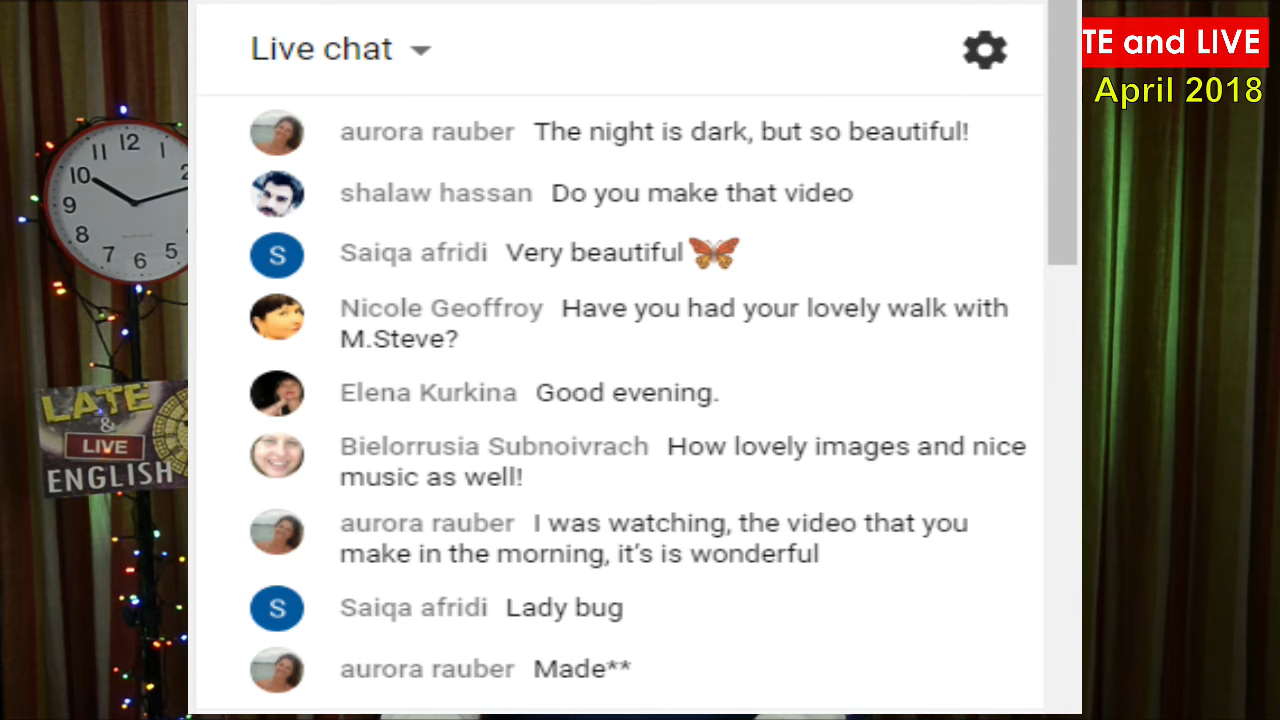 Live chat
TE and LIVE
April 2018
aurora rauber The night is dark, but so beautiful!
shalaw hassan Do you make that video
S Saiqa afridi Very beautiful
Nicole Geoffroy Have you had your lovely walk with
M.Steve?
Elena Kurkina Good evening.
Bielorrusia Subnoivrach How lovely images and nice
music as well!
aurora rauber I was watching, the video that you
make in the morning, it’s is wonderful
S Saiqa afridi Lady bug
aurora rauber Made**
11 12 1
10 2
9
8
7 6 5
LATE
&
LIVE
ENGLISH